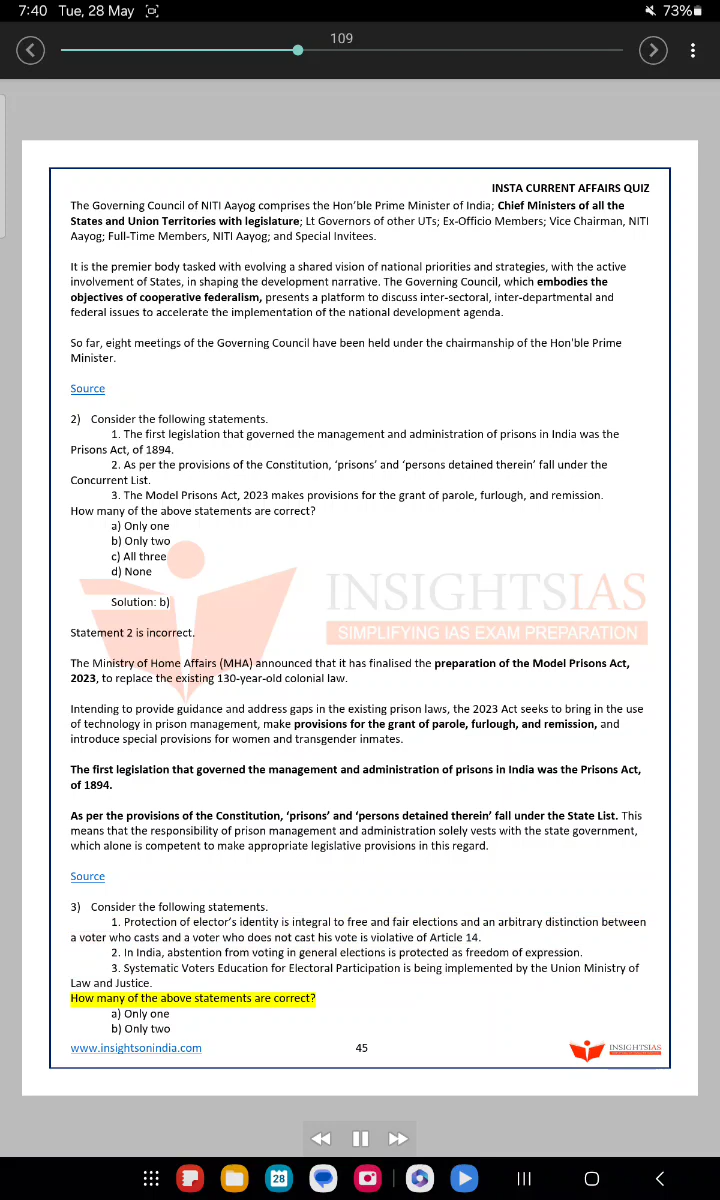 7:40 Tue, 28 May
73%
109
INSTA CURRENT AFFAIRS QUIZ
The Governing Council of NITI Aayog comprises the Hon'ble Prime Minister of India; Chief Ministers of all the
States and Union Territories with legislature; Lt Governors of other UTs; Ex-Officio Members; Vice Chairman, NITI
Aayog; Full-Time Members, NITI Aayog; and Special Invitees.
It is the premier body tasked with evolving a shared vision of national priorities and strategies, with the active
involvement of States, in shaping the development narrative. The Governing Council, which embodies the
objectives of cooperative federalism, presents a platform to discuss inter-sectoral, inter-departmental and
federal issues to accelerate the implementation of the national development agenda.
So far, eight meetings of the Governing Council have been held under the chairmanship of the Hon'ble Prime
Minister.
Source
2) Consider the following statements.
1. The first legislation that governed the management and administration of prisons in India was the
Prisons Act, of 1894.
2. As per the provisions of the Constitution, 'prisons' and 'persons detained therein' fall under the
Concurrent List.
3. The Model Prisons Act, 2023 makes provisions for the grant of parole, furlough, and remission.
How many of the above statements are correct?
a) Only one
b) Only two
c) All three
d) None
INSIGHTSIAS
SIMPLIFYING IAS EXAM PREPARATION
Solution: b)
Statement 2 is incorrect.
The Ministry of Home Affairs (MHA) announced that it has finalised the preparation of the Model Prisons Act,
2023, to replace the existing 130-year-old colonial law.
Intending to provide guidance and address gaps in the existing prison laws, the 2023 Act seeks to bring in the use
of technology in prison management, make provisions for the grant of parole, furlough, and remission, and
introduce special provisions for women and transgender inmates.
The first legislation that governed the management and administration of prisons in India was the Prisons Act,
of 1894.
As per the provisions of the Constitution, 'prisons' and 'persons detained therein' fall under the State List. This
means that the responsibility of prison management and administration solely vests with the state government,
which alone is competent to make appropriate legislative provisions in this regard.
Source
3) Consider the following statements.
1. Protection of elector's identity is integral to free and fair elections and an arbitrary distinction between
a voter who casts and a voter who does not cast his vote is violative of Article 14.
2. In India, abstention from voting in general elections is protected as freedom of expression.
3. Systematic Voters Education for Electoral Participation is being implemented by the Union Ministry of
Law and Justice.
How many of the above statements are correct?
a) Only one
b) Only two
www.insightsonindia.com
45
INSIGHTSIAS
28